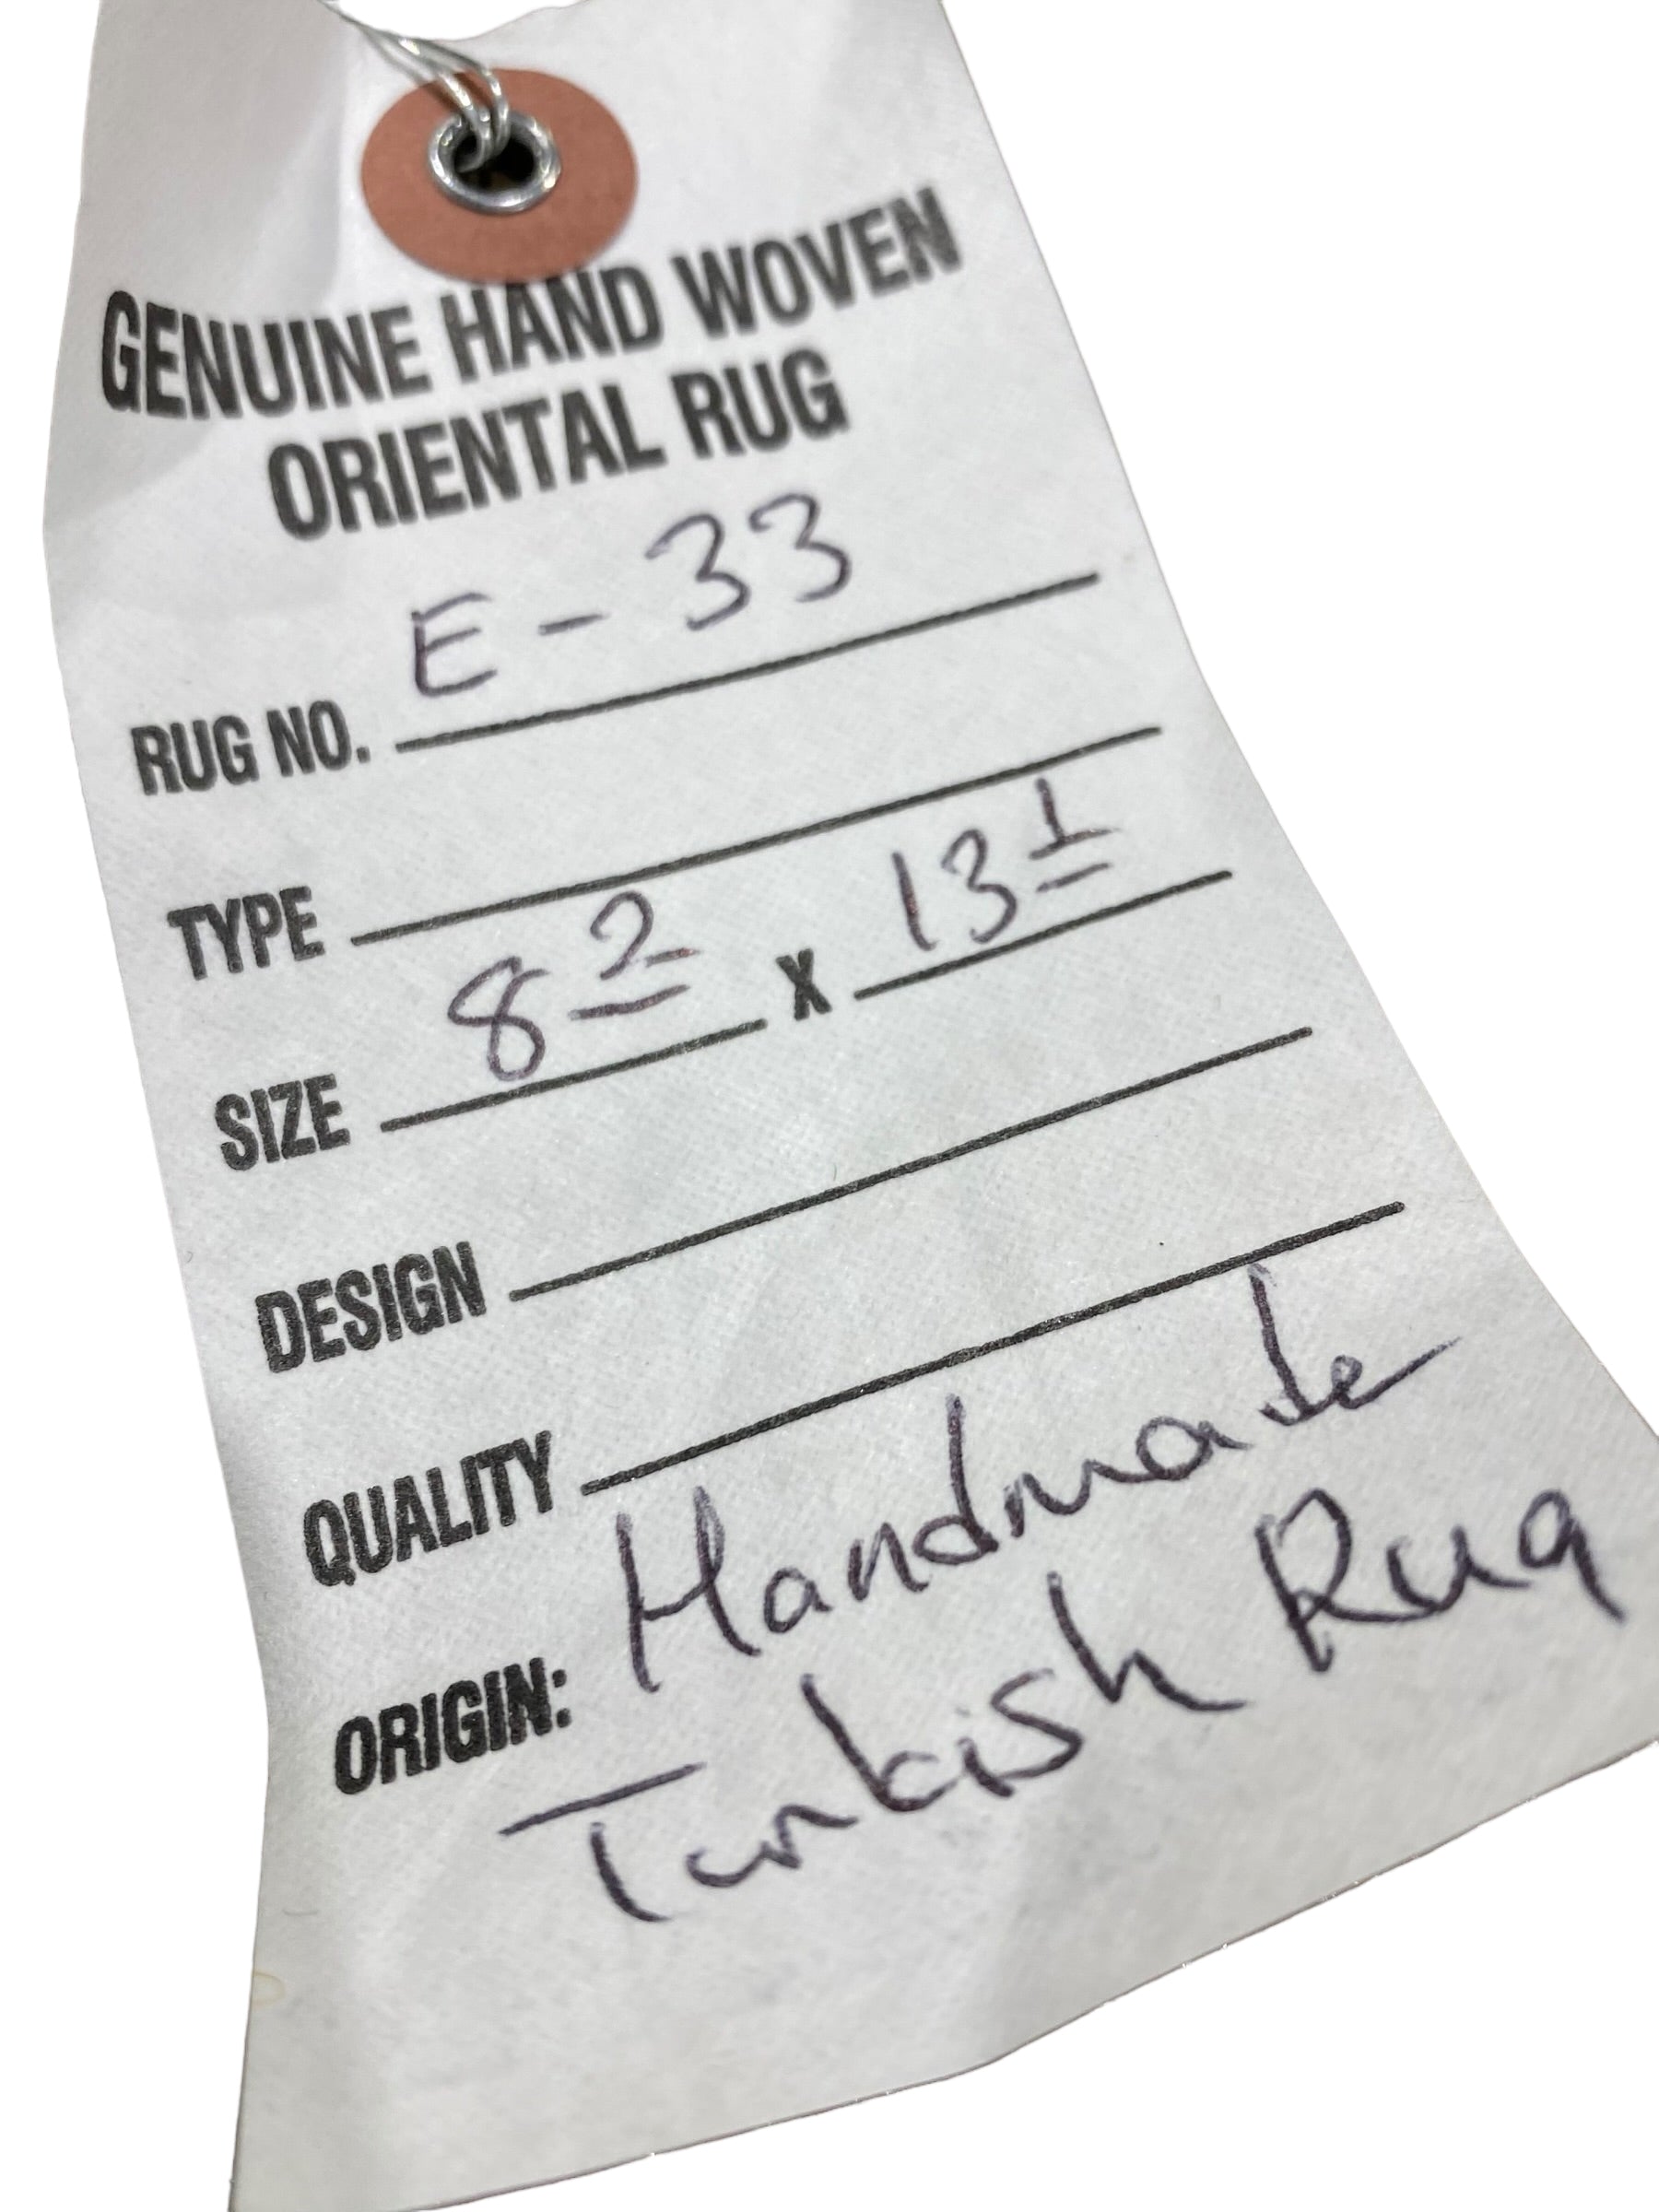 GENUINE HAND WOVEN
ORIENTAL RUG
RUG NO. E-33
TYPE
SIZE 8 2 X 13 1
DESIGN
QUALITY
ORIGIN: Handmade
Turkish Rug